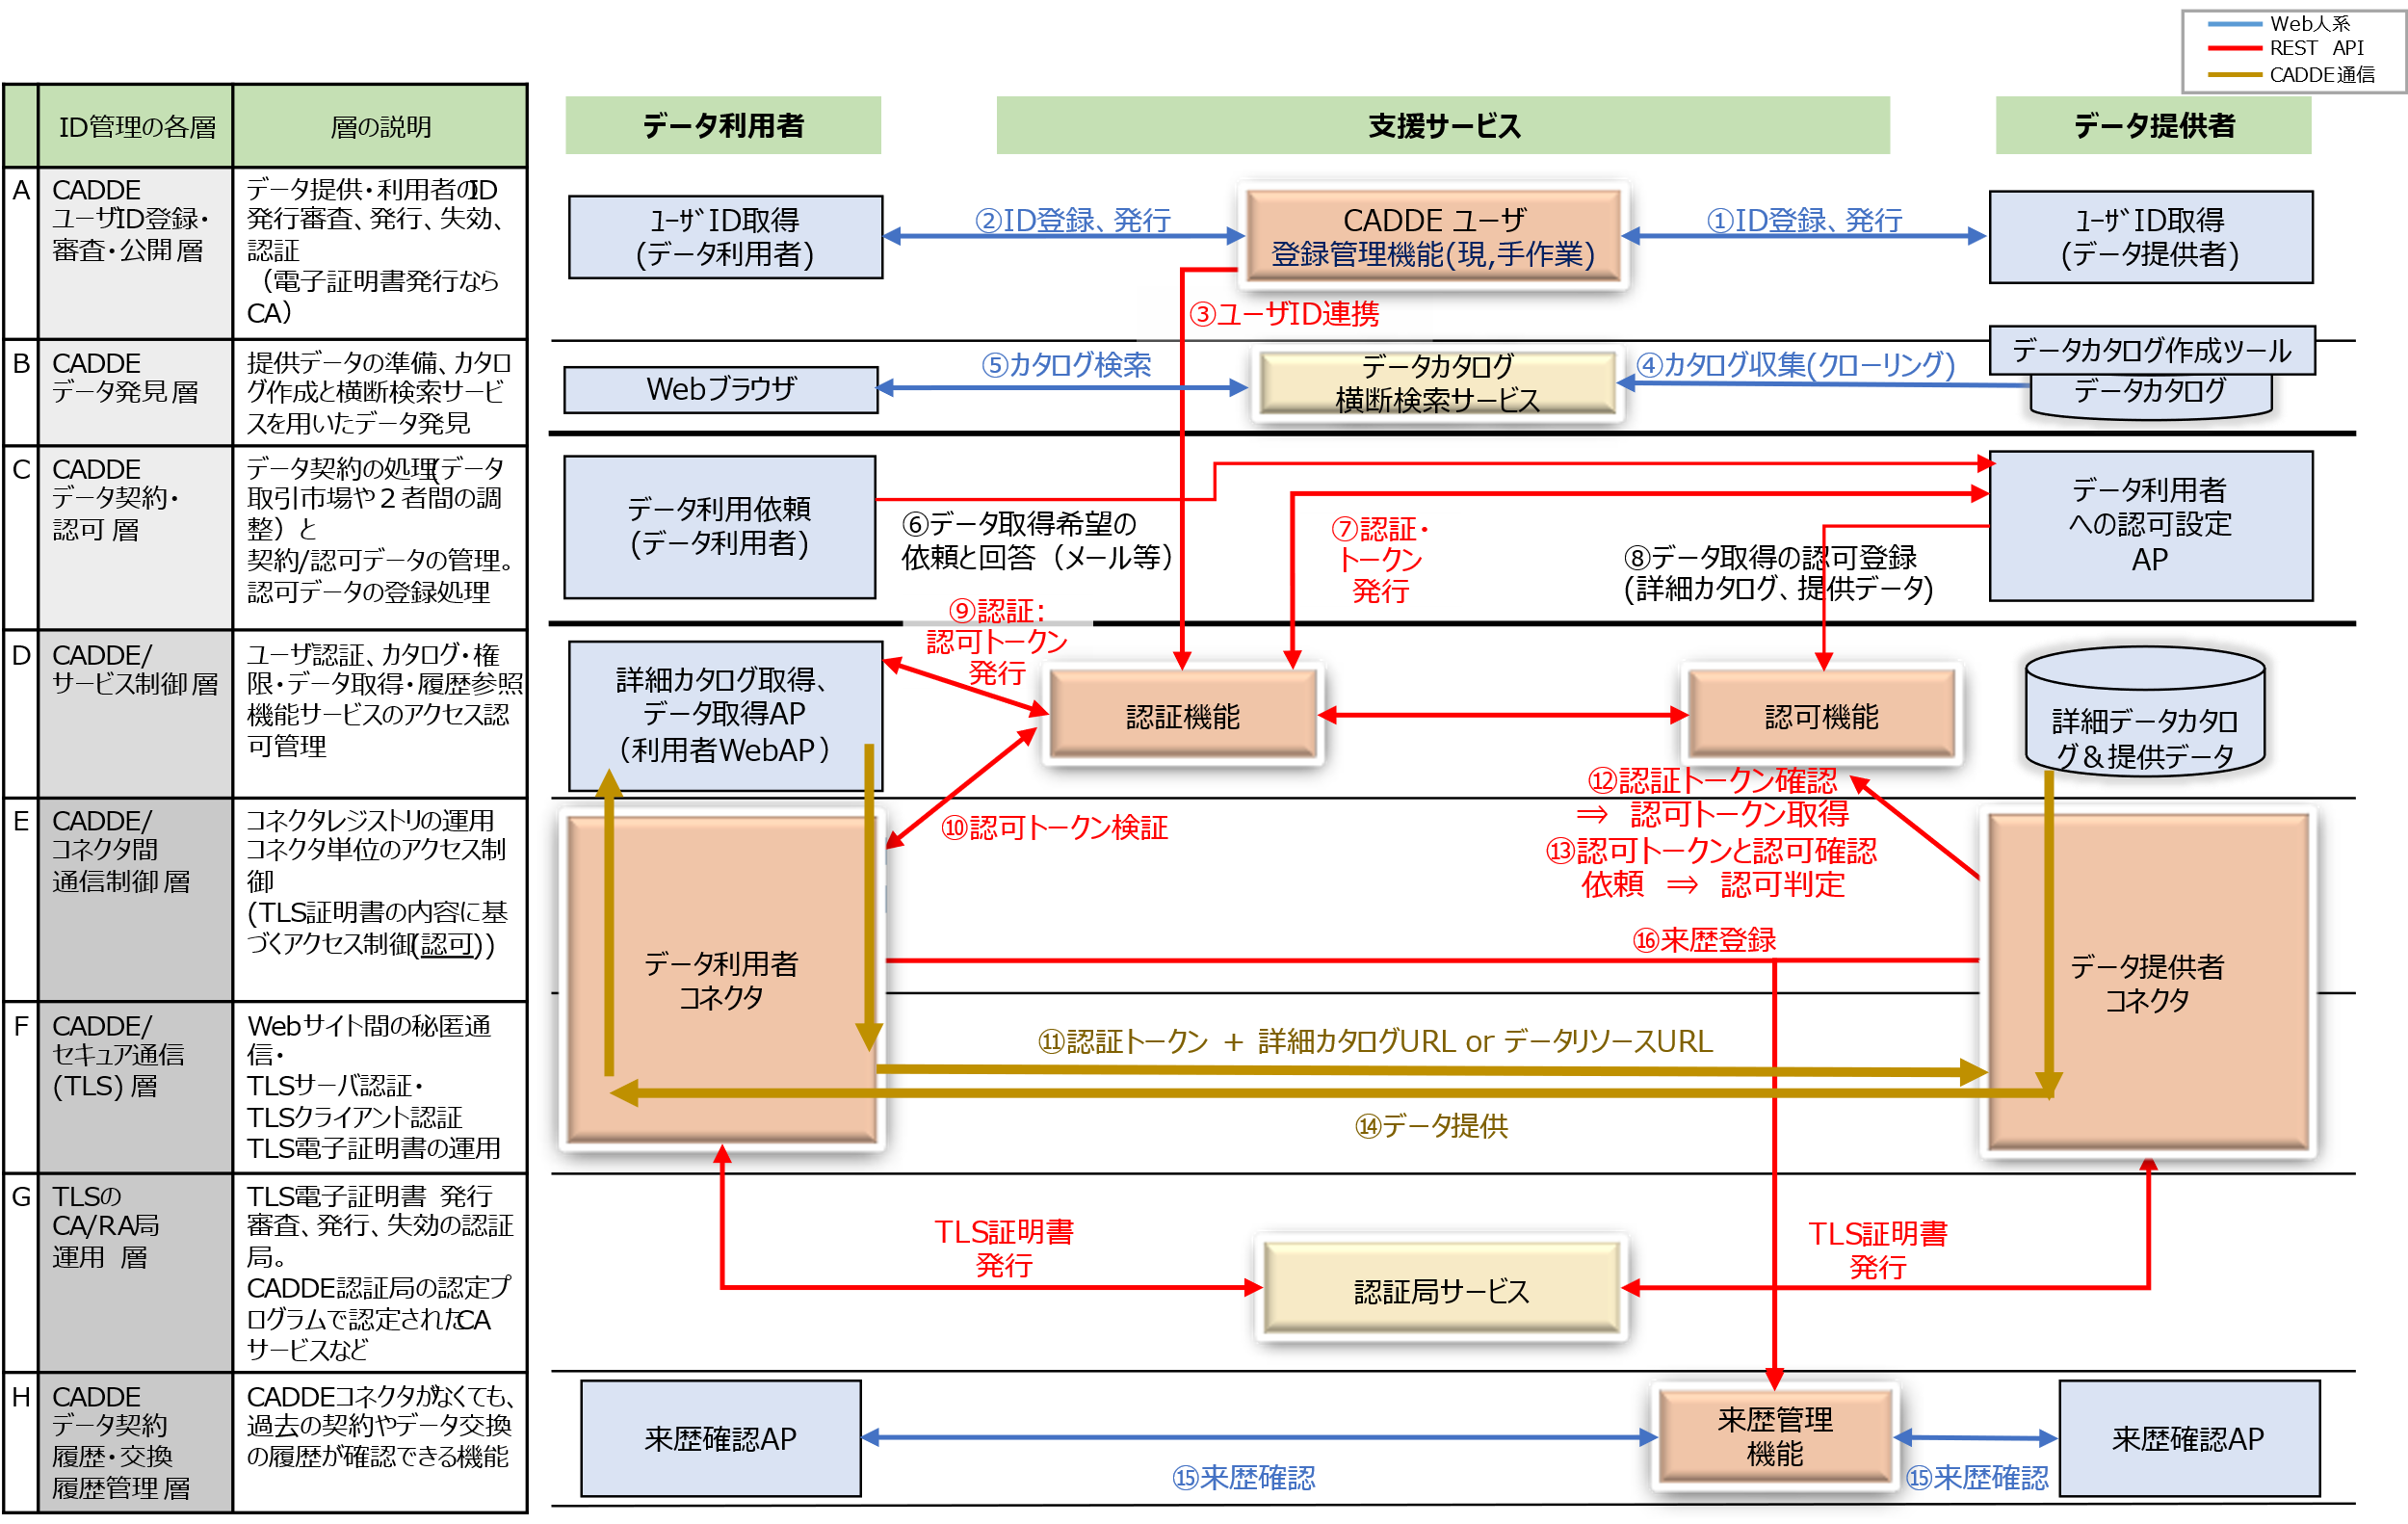 Web人系
REST API
CADDE通信
ID管理の各層
層の説明
データ利用者
支援サービス
データ提供者
A
CADDE
ユーザID登録・
審査・公開 層
データ提供・利用者のID
発行審査、発行、失効、
認証
（電子証明書発行なら
CA）
ﾕｰｻﾞID取得
(データ利用者)
②ID登録、発行
CADDE ユーザ
登録管理機能(現,手作業)
①ID登録、発行
ﾕｰｻﾞID取得
(データ提供者)
③ユーザID連携
B
CADDE
データ発見 層
提供データの準備、カタロ
グ作成と横断検索サービ
スを用いたデータ発見
Webブラウザ
⑤カタログ検索
データカタログ
横断検索サービス
④カタログ収集(クローリング)
データカタログ作成ツール
データカタログ
C
CADDE
データ契約・
認可 層
データ契約の処理(データ
取引市場や２者間の調
整）と
契約/認可データの管理。
認可データの登録処理
データ利用依頼
(データ利用者)
⑥データ取得希望の
依頼と回答（メール等）
⑦認証・
トークン
発行
⑧データ取得の認可登録
(詳細カタログ、提供データ)
データ利用者
への認可設定
AP
⑨認証：
認可トークン
発行
D
CADDE/
サービス制御 層
ユーザ認証、カタログ・権
限・データ取得・履歴参照
機能サービスのアクセス認
可管理
詳細カタログ取得、
データ取得AP
（利用者WebAP）
認証機能
認可機能
詳細データカタロ
グ＆提供データ
E
CADDE/
コネクタ間
通信制御 層
コネクタレジストリの運用
コネクタ単位のアクセス制
御
(TLS証明書の内容に基
づくアクセス制御(認可))
⑩認可トークン検証
⑫認証トークン確認
⇒ 認可トークン取得
⑬認可トークンと認可確認
依頼 ⇒ 認可判定
データ利用者
コネクタ
⑯来歴登録
データ提供者
コネクタ
F
CADDE/
セキュア通信
(TLS) 層
Webサイト間の秘匿通
信・
TLSサーバ認証・
TLSクライアント認証
TLS電子証明書の運用
⑪認証トークン + 詳細カタログURL or データリソースURL
⑭データ提供
G
TLSの
CA/RA局
運用 層
TLS電子証明書 発行
審査、発行、失効の認証
局。
CADDE認証局の認定プ
ログラムで認定されたCA
サービスなど
TLS証明書
発行
認証局サービス
TLS証明書
発行
H
CADDE
データ契約
履歴・交換
履歴管理 層
CADDEコネクタがなくても、
過去の契約やデータ交換
の履歴が確認できる機能
来歴確認AP
⑮来歴確認
来歴管理
機能
⑮来歴確認
来歴確認AP